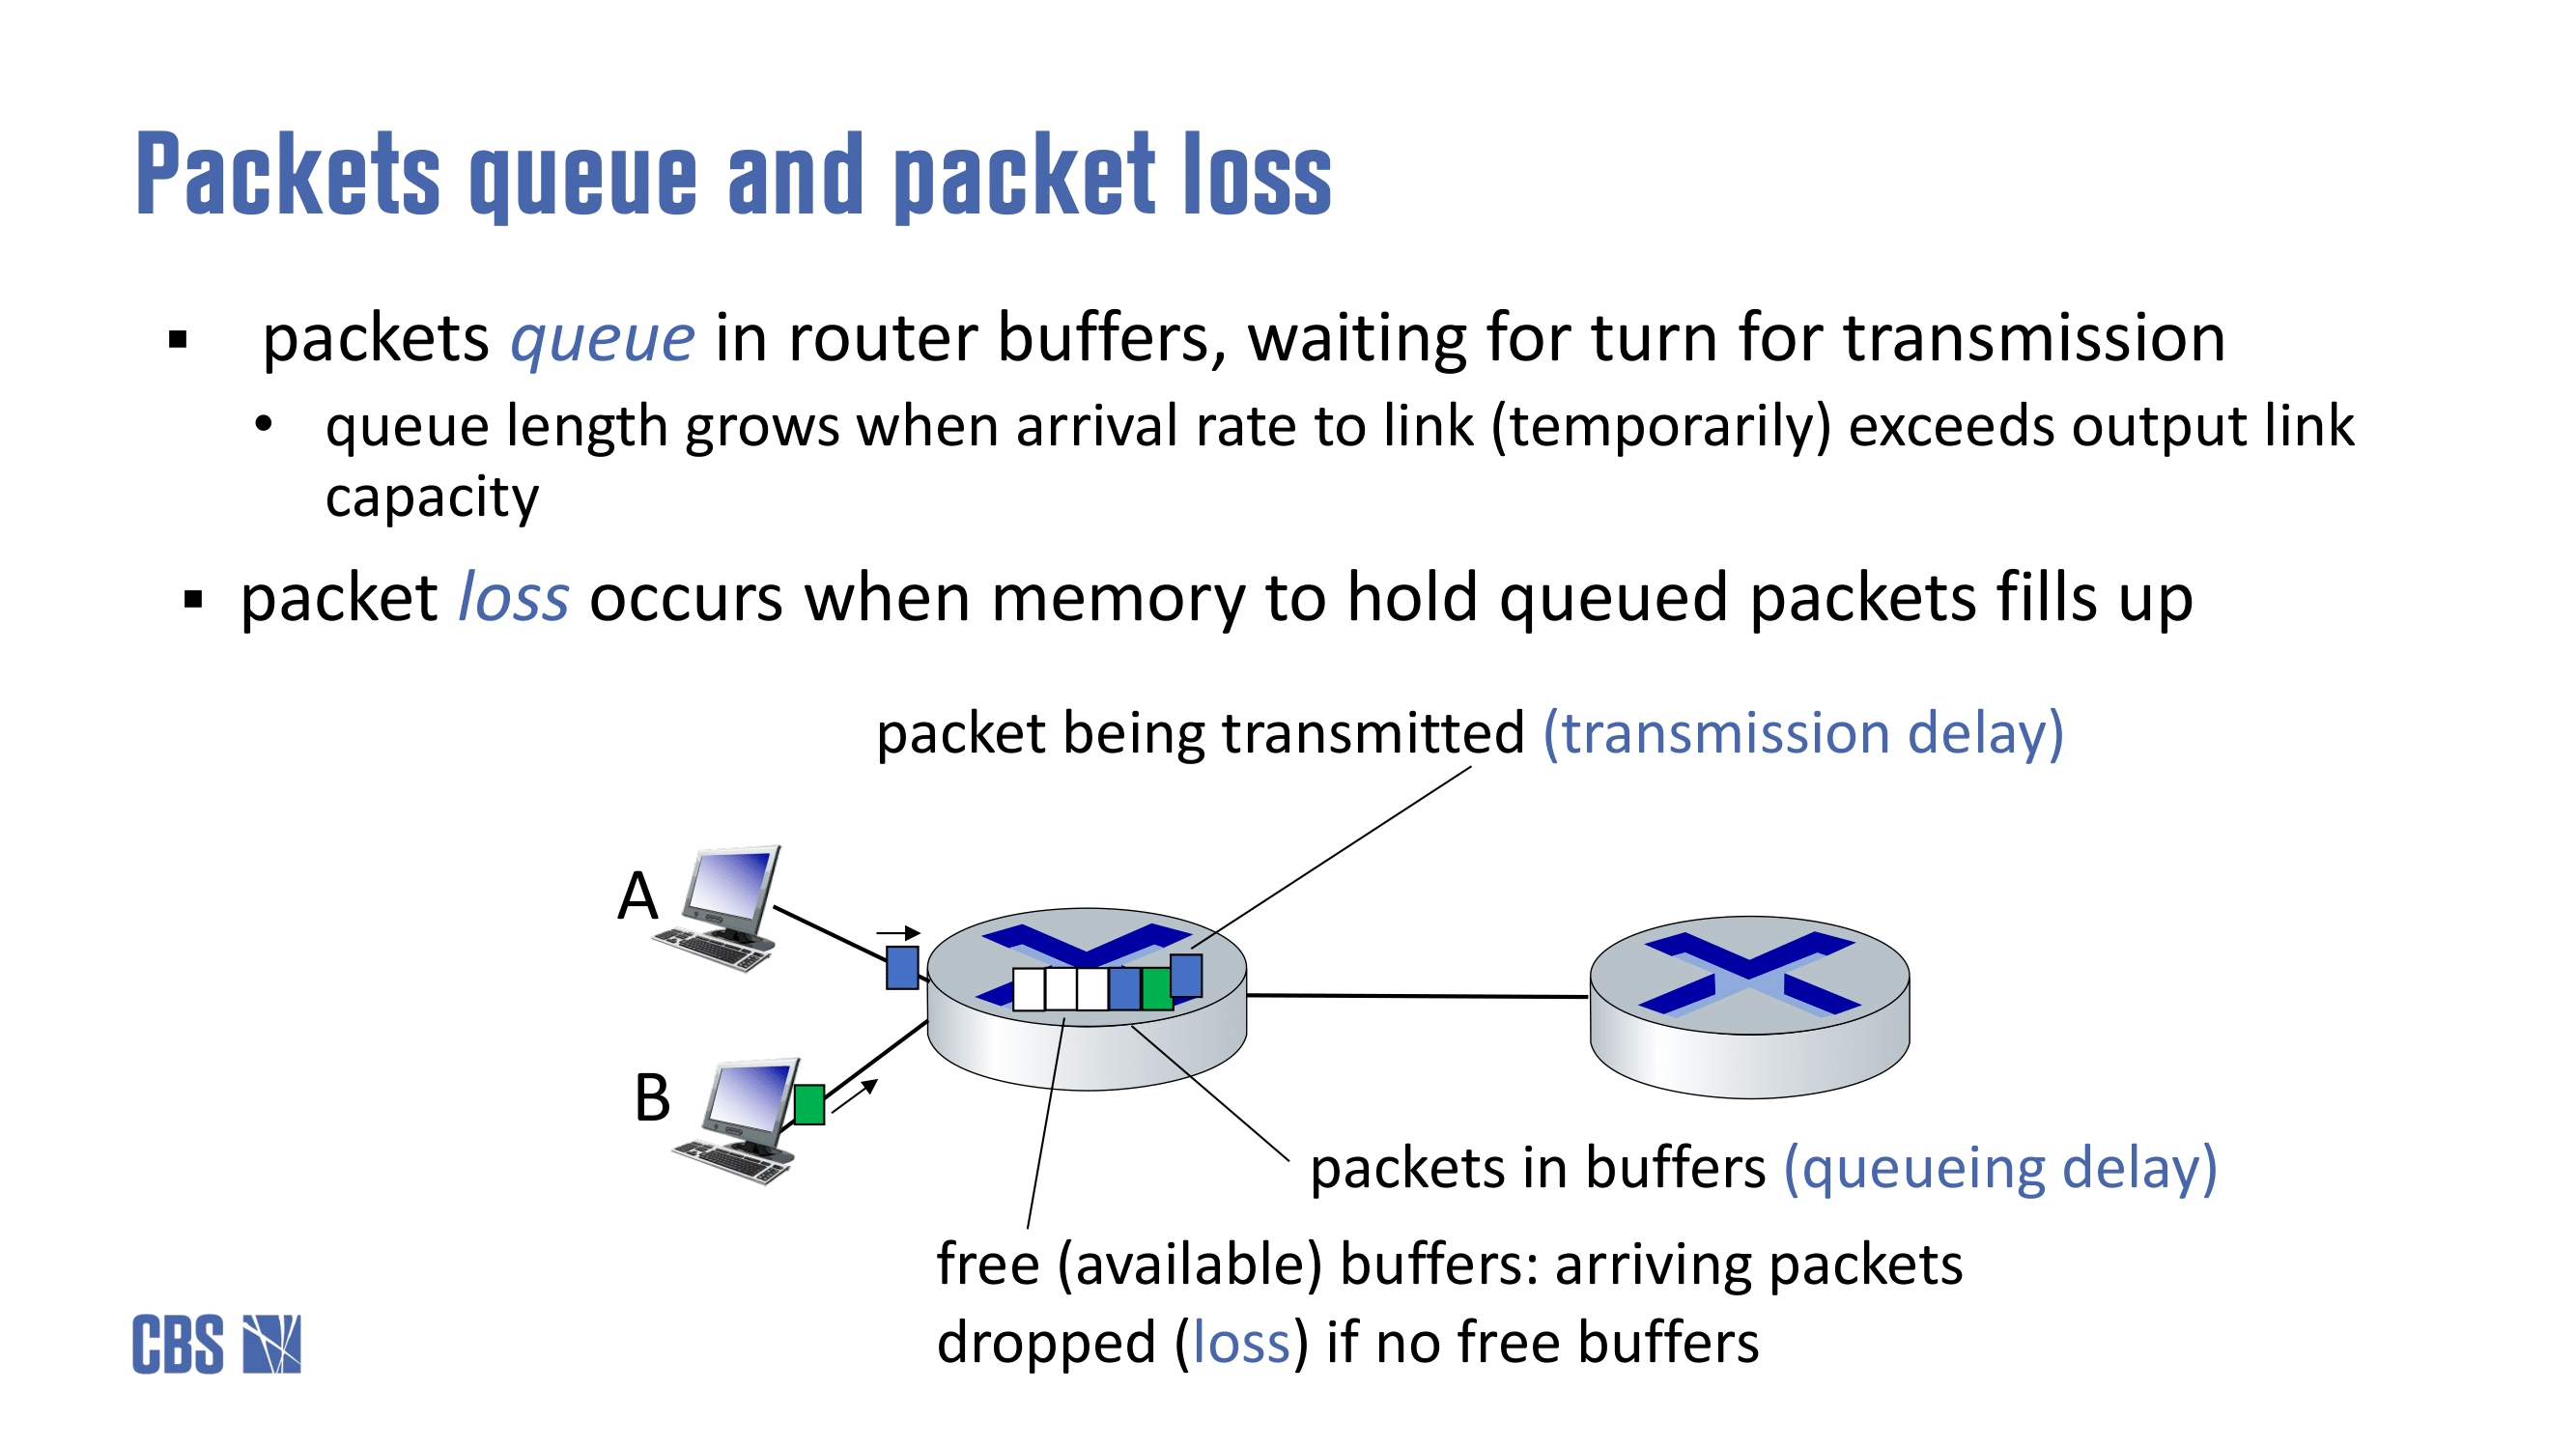 Packets queue and packet loss
▪ packets queue in router buffers, waiting for turn for transmission
• queue length grows when arrival rate to link (temporarily) exceeds output link
capacity
▪ packet loss occurs when memory to hold queued packets fills up
packet being transmitted (transmission delay)
A
B
packets in buffers (queueing delay)
free (available) buffers: arriving packets
dropped (loss) if no free buffers
CBS